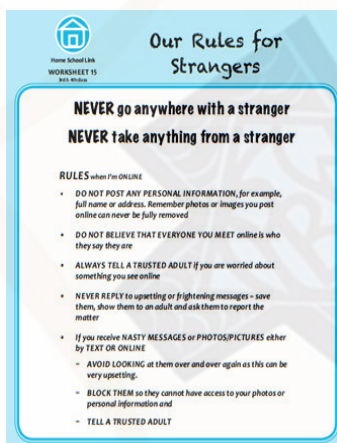 Our Rules for
Strangers
Home School Link
WORKSHEET 15
NEVER go anywhere with a stranger
NEVER take anything from a stranger
RULES when I'm ONLINE
• DO NOT POST ANY PERSONAL INFORMATION, for example,
full name or address. Remember photos or images you post
online can never be fully removed
• DO NOT BELIEVE THAT EVERYONE YOU MEET online is who
they say they are
• ALWAYS TELL A TRUSTED ADULT if you are worried about
something you see online
• NEVER REPLY to upsetting or frightening messages – save
them, show them to an adult and ask them to report the
matter
• If you receive NASTY MESSAGES or PHOTOS/PICTURES either
by TEXT OR ONLINE
– AVOID LOOKING at them over and over again as this can be
very upsetting.
– BLOCK THEM so they cannot have access to your photos or
personal information and
– TELL A TRUSTED ADULT